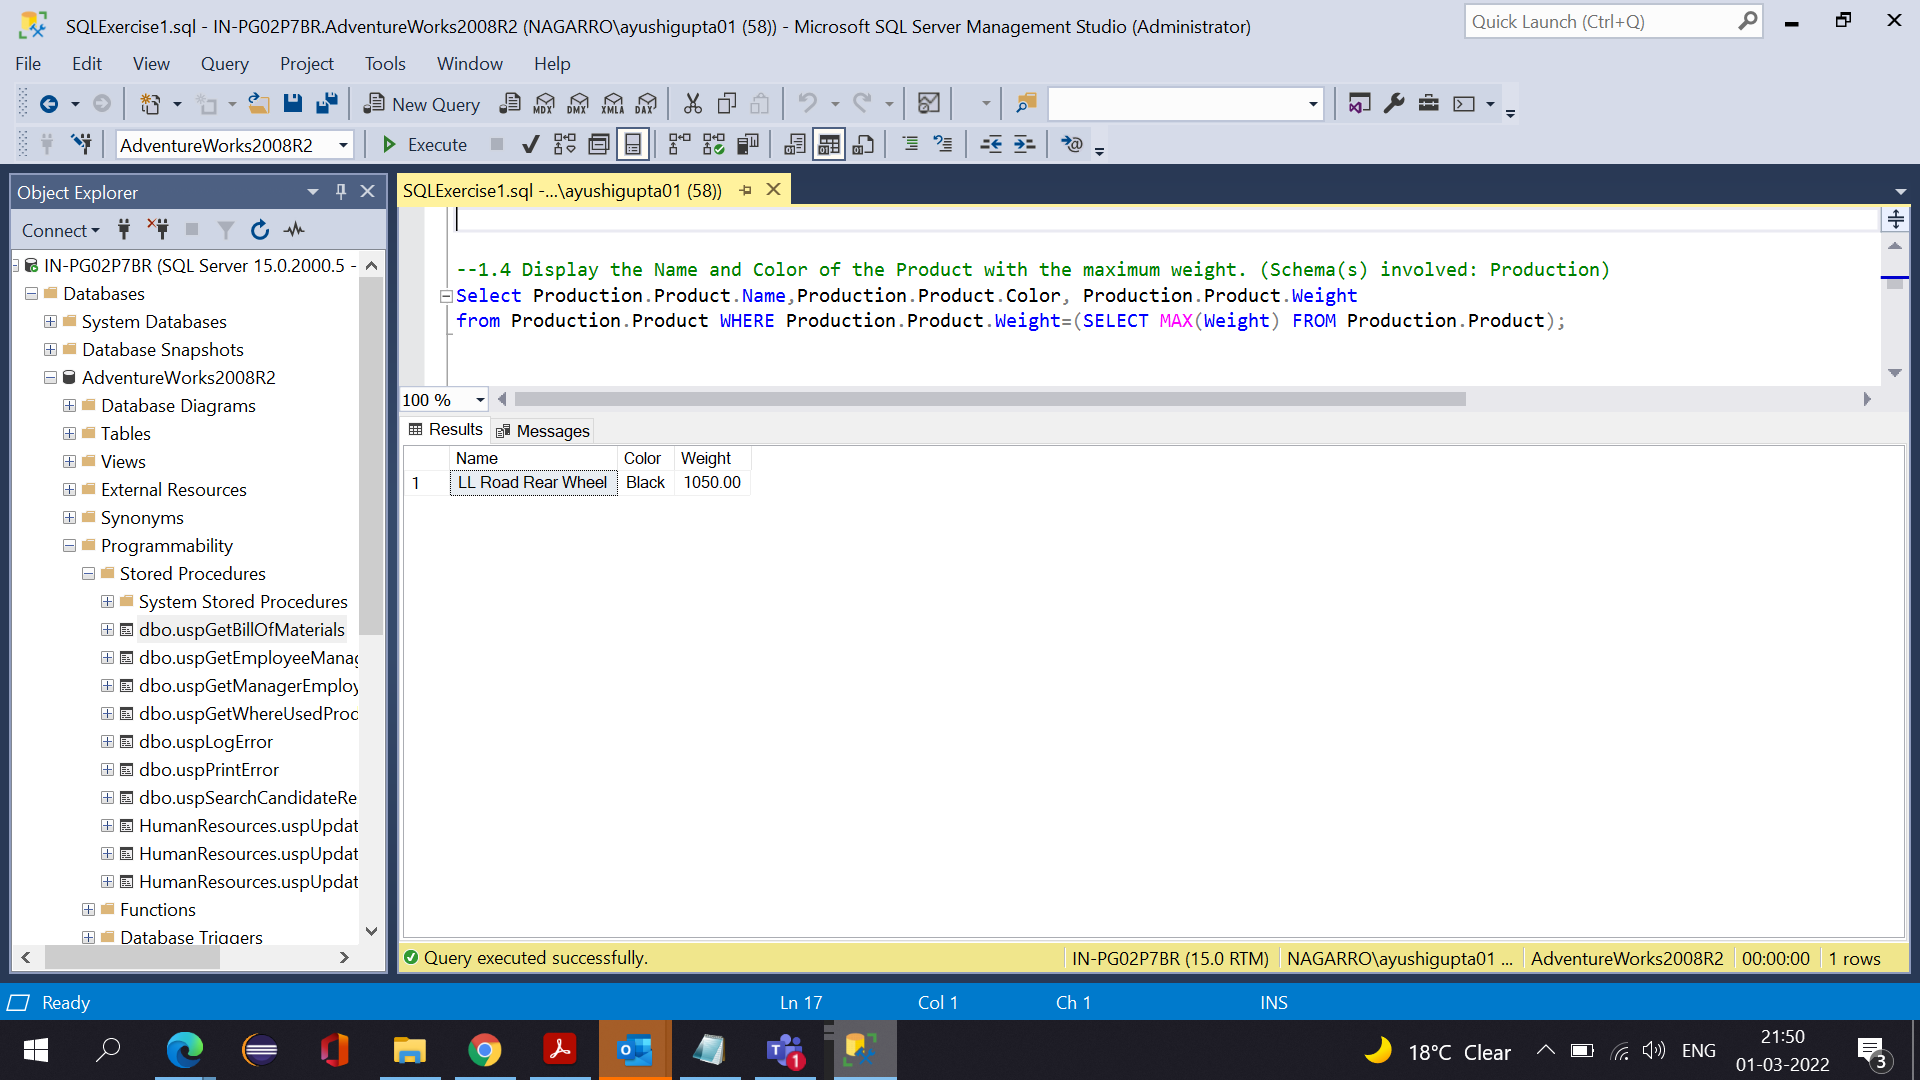 SQLExercise1.sql - IN-PG02P7BR.AdventureWorks2008R2 (NAGARRO\ayushigupta01 (58)) - Microsoft SQL Server Management Studio (Administrator)
Quick Launch (Ctrl+Q)
File Edit View Query Project Tools Window Help
New Query MDX DMX XMLA DAX
AdventureWorks2008R2 Execute
Object Explorer
Connect
IN-PG02P7BR (SQL Server 15.0.2000.5 -
Databases
System Databases
Database Snapshots
AdventureWorks2008R2
Database Diagrams
Tables
Views
External Resources
Synonyms
Programmability
Stored Procedures
System Stored Procedures
dbo.uspGetBillOfMaterials
dbo.uspGetEmployeeManag
dbo.uspGetManagerEmploy
dbo.uspGetWhereUsedProd
dbo.uspLogError
dbo.uspPrintError
dbo.uspSearchCandidateRe
HumanResources.uspUpdat
HumanResources.uspUpdat
HumanResources.uspUpdat
Functions
Database Triggers
SQLExercise1.sql -...\ayushigupta01 (58))
--1.4 Display the Name and Color of the Product with the maximum weight. (Schema(s) involved: Production)
Select Production.Product.Name,Production.Product.Color, Production.Product.Weight
from Production.Product WHERE Production.Product.Weight=(SELECT MAX(Weight) FROM Production.Product);
100 %
Results Messages
Name Color Weight
1 LL Road Rear Wheel Black 1050.00
Query executed successfully. IN-PG02P7BR (15.0 RTM) NAGARRO\ayushigupta01 ... AdventureWorks2008R2 00:00:00 1 rows
Ready Ln 17 Col 1 Ch 1 INS
18°C Clear ENG 21:50
01-03-2022
1
3